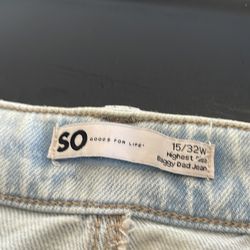 SO GOODS FOR LIFE
15/32W
Highest Rise
Baggy Dad Jean